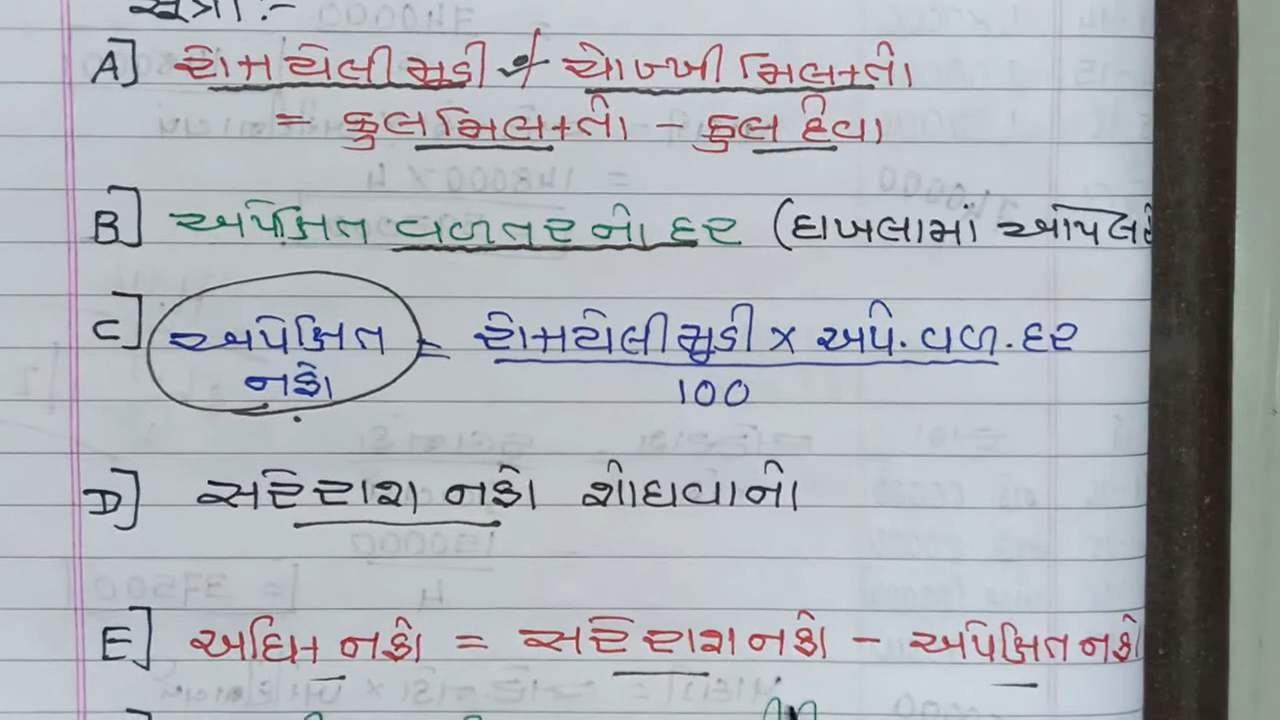 સૂત્રો :-
A] રોકાયેલી મૂડી / ચોખ્ખી મિલકતો
= કુલ મિલકતો - કુલ દેવા
B] અપેક્ષિત વળતરનો દર (દાખલામાં આપેલ
C] અપેક્ષિત નફો = રોકાયેલી મૂડી x અપે. વળ. દર
100
D] સરેરાશ નફો શોધવાનો
E] અધિક નફો = સરેરાશ નફો - અપેક્ષિત નફો